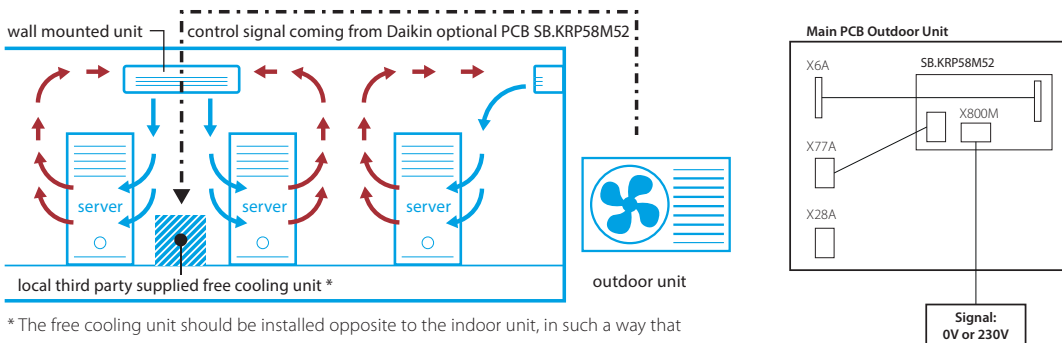 wall mounted unit
control signal coming from Daikin optional PCB SB.KRP58M52
server
server
server
local third party supplied free cooling unit *
outdoor unit
* The free cooling unit should be installed opposite to the indoor unit, in such a way that
Main PCB Outdoor Unit
X6A
SB.KRP58M52
X800M
X77A
X28A
Signal:
0V or 230V